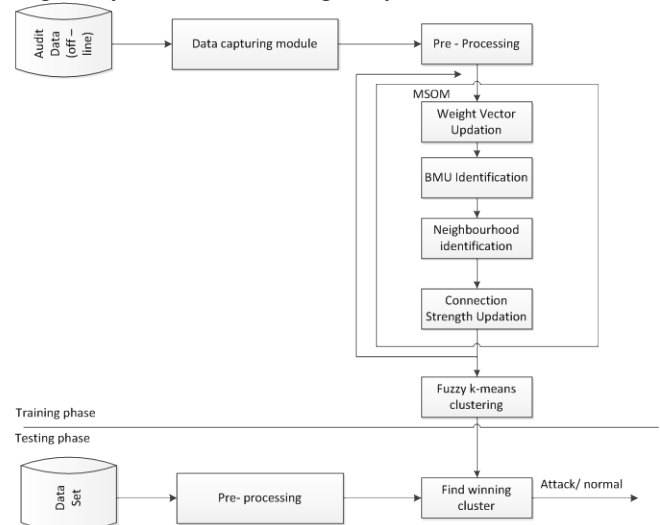 Audit
Data
(off –
line)
Data capturing module
Pre - Processing
MSOM
Weight Vector
Updation
BMU Identification
Neighbourhood
identification
Connection
Strength Updation
Fuzzy k-means
clustering
Training phase
Testing phase
Data
Set
Pre- processing
Find winning
cluster
Attack/ normal